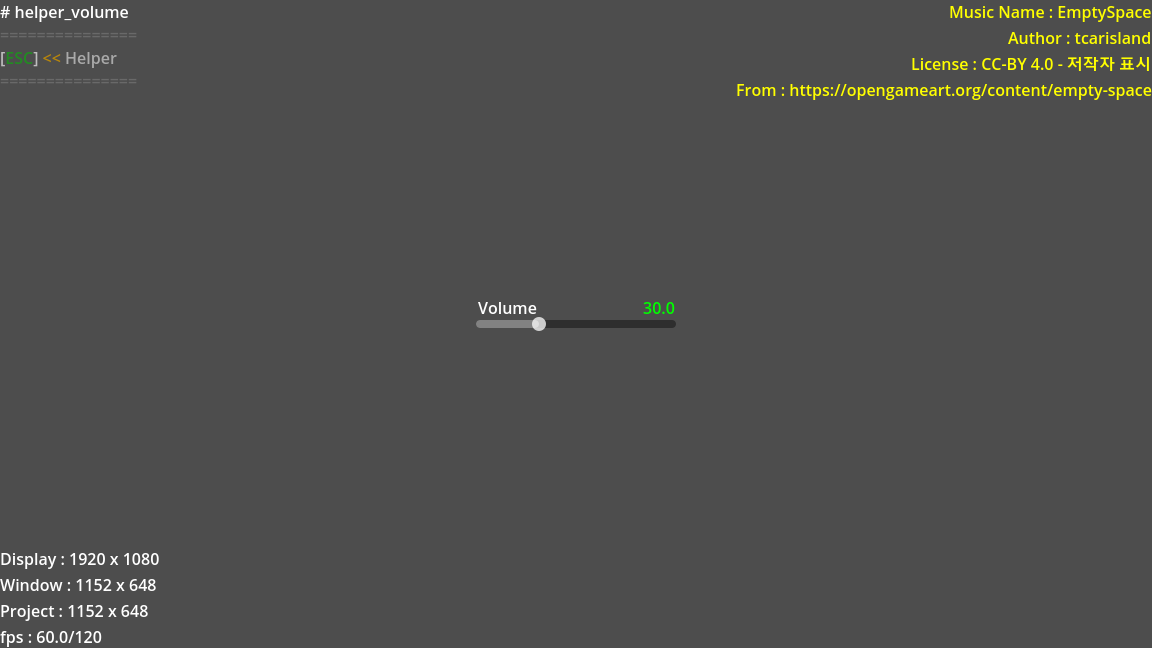 # helper_volume
===============
[ESC] << Helper
===============
Music Name : EmptySpace
Author : tcarisland
License : CC-BY 4.0 - 저작자 표시
From : https://opengameart.org/content/empty-space
Volume 30.0
Display : 1920 x 1080
Window : 1152 x 648
Project : 1152 x 648
fps : 60.0/120